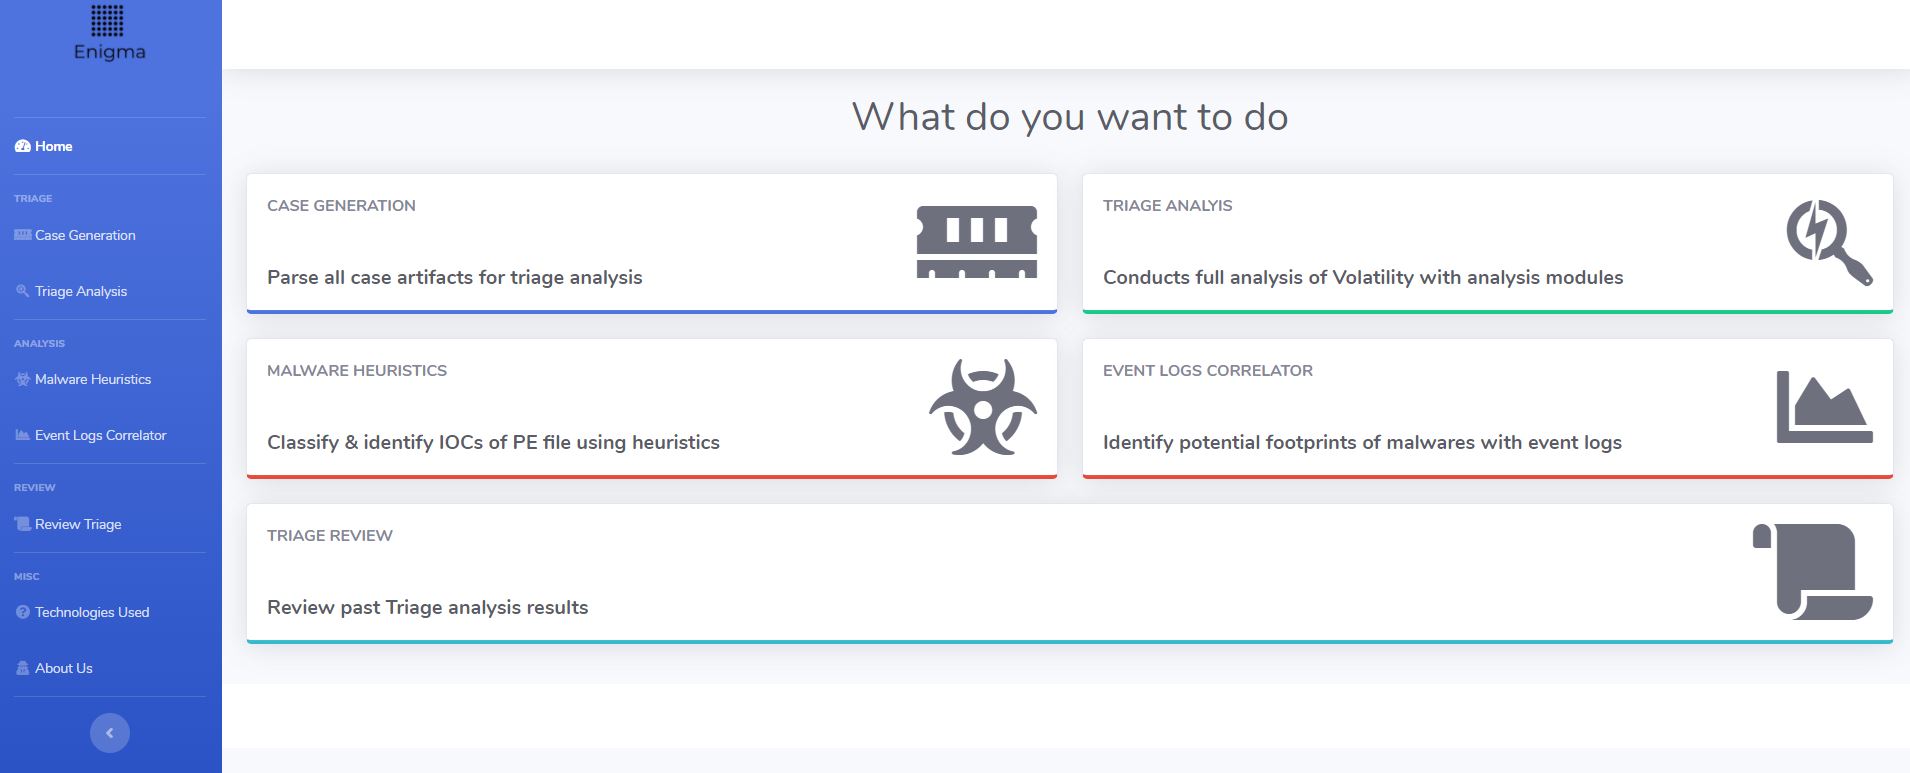 Enigma
Home
TRIAGE
Case Generation
Triage Analysis
ANALYSIS
Malware Heuristics
Event Logs Correlator
REVIEW
Review Triage
MISC
Technologies Used
About Us
What do you want to do
CASE GENERATION
Parse all case artifacts for triage analysis
TRIAGE ANALYIS
Conducts full analysis of Volatility with analysis modules
MALWARE HEURISTICS
Classify & identify IOCs of PE file using heuristics
EVENT LOGS CORRELATOR
Identify potential footprints of malwares with event logs
TRIAGE REVIEW
Review past Triage analysis results